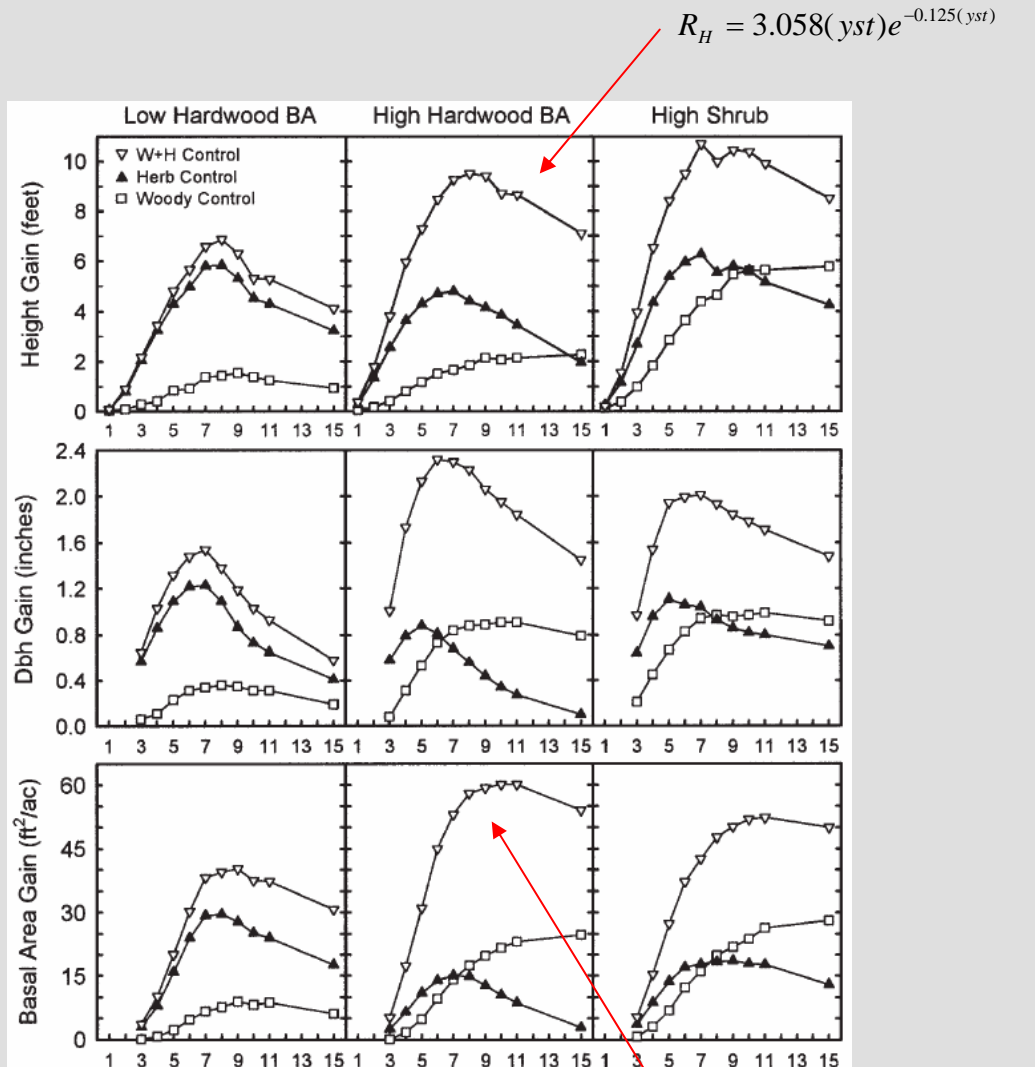 R_H = 3.058(yst)e^{-0.125(yst)}
Low Hardwood BA High Hardwood BA High Shrub
W+H Control
Herb Control
Woody Control
Height Gain (feet)
10
8
6
4
2
0
1 3 5 7 9 11 13 15 1 3 5 7 9 11 13 15 1 3 5 7 9 11 13 15
Dbh Gain (inches)
2.4
2.0
1.6
1.2
0.8
0.4
0.0
1 3 5 7 9 11 13 15 1 3 5 7 9 11 13 15 1 3 5 7 9 11 13 15
Basal Area Gain (ft²/ac)
60
45
30
15
0
1 3 5 7 9 11 13 15 1 3 5 7 9 11 13 15 1 3 5 7 9 11 13 15